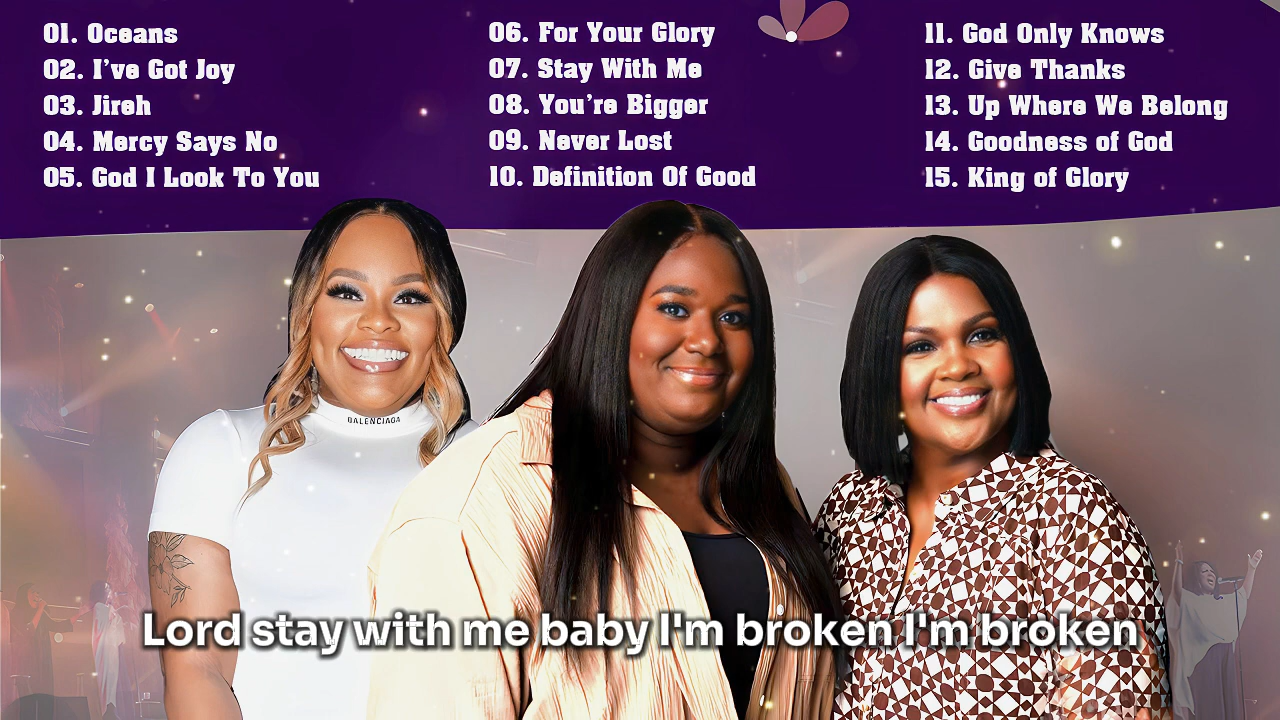 01. Oceans
02. I've Got Joy
03. Jireh
04. Mercy Says No
05. God I Look To You
06. For Your Glory
07. Stay With Me
08. You're Bigger
09. Never Lost
10. Definition Of Good
11. God Only Knows
12. Give Thanks
13. Up Where We Belong
14. Goodness of God
15. King of Glory
BALENCIAGA
Lord stay with me baby I'm broken I'm broken